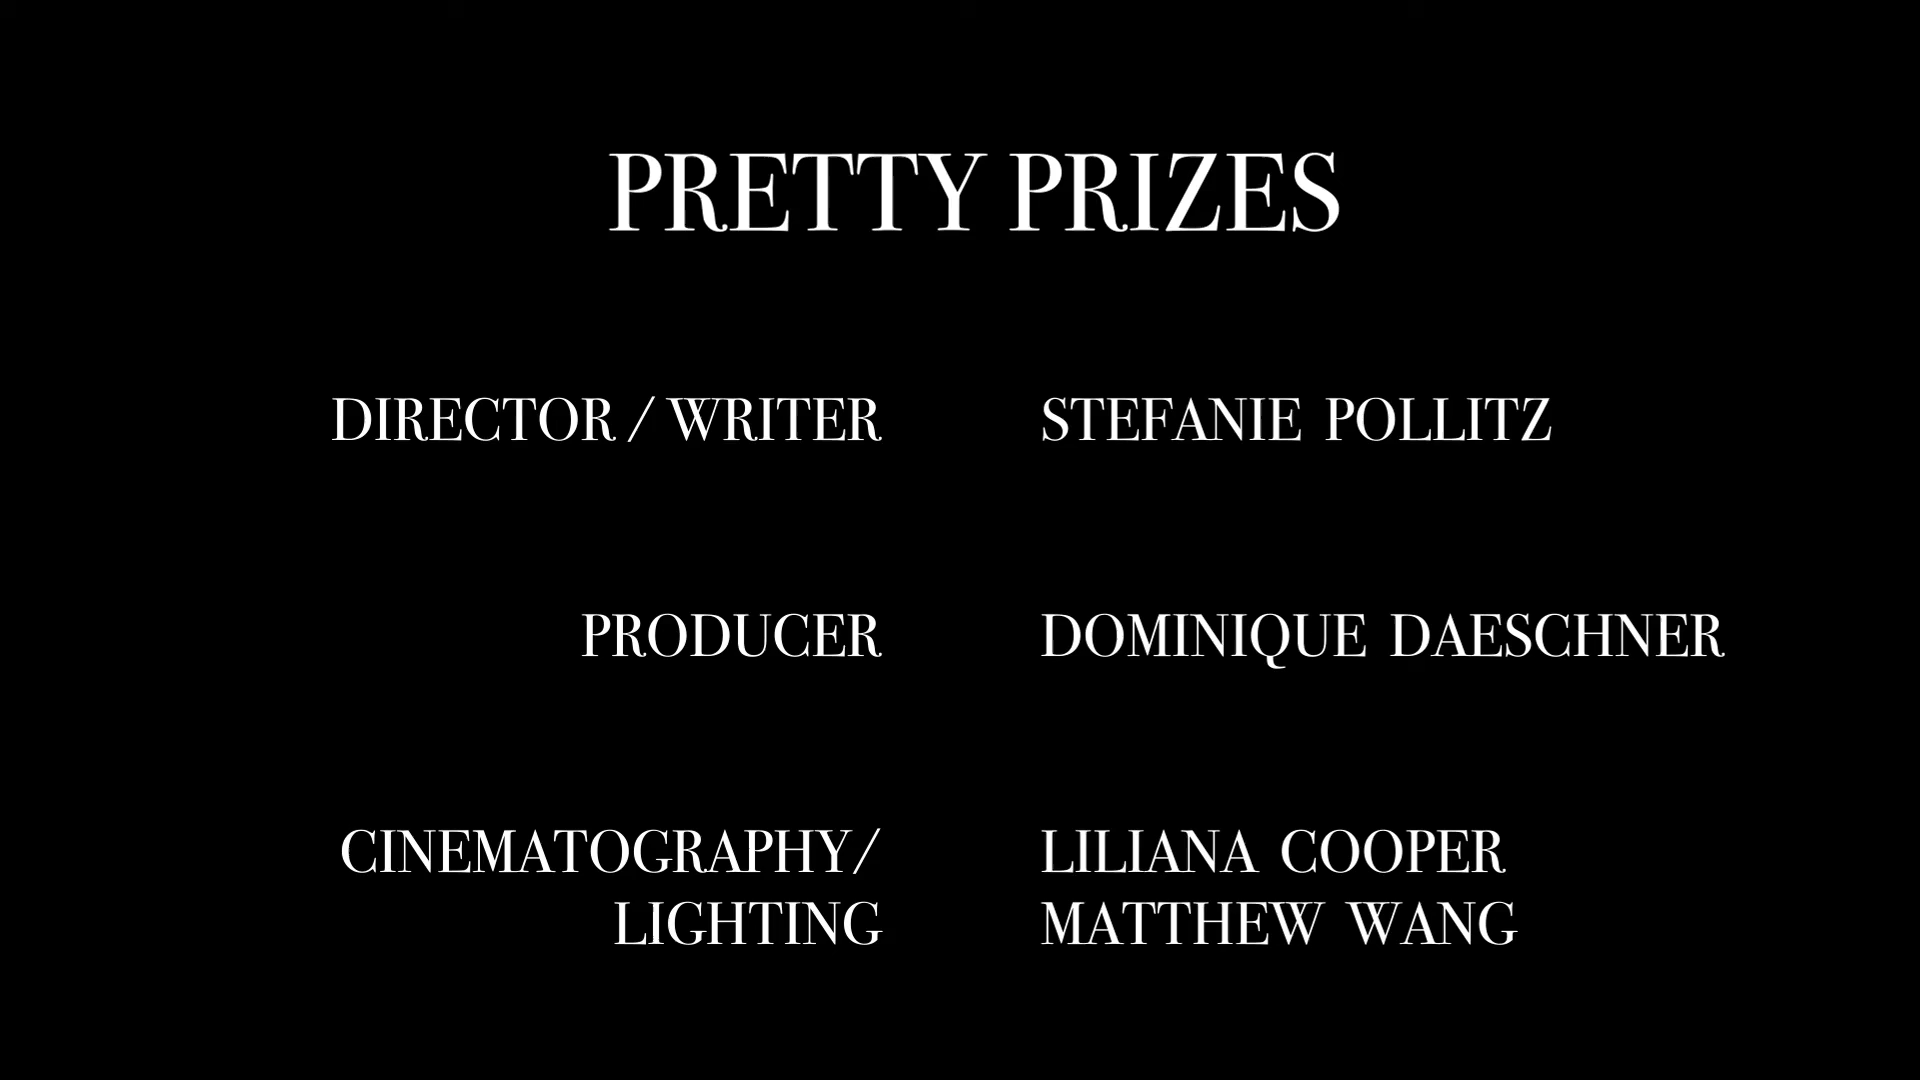 PRETTY PRIZES
DIRECTOR / WRITER STEFANIE POLLITZ
PRODUCER DOMINIQUE DAESCHNER
CINEMATOGRAPHY/ LILIANA COOPER
LIGHTING MATTHEW WANG